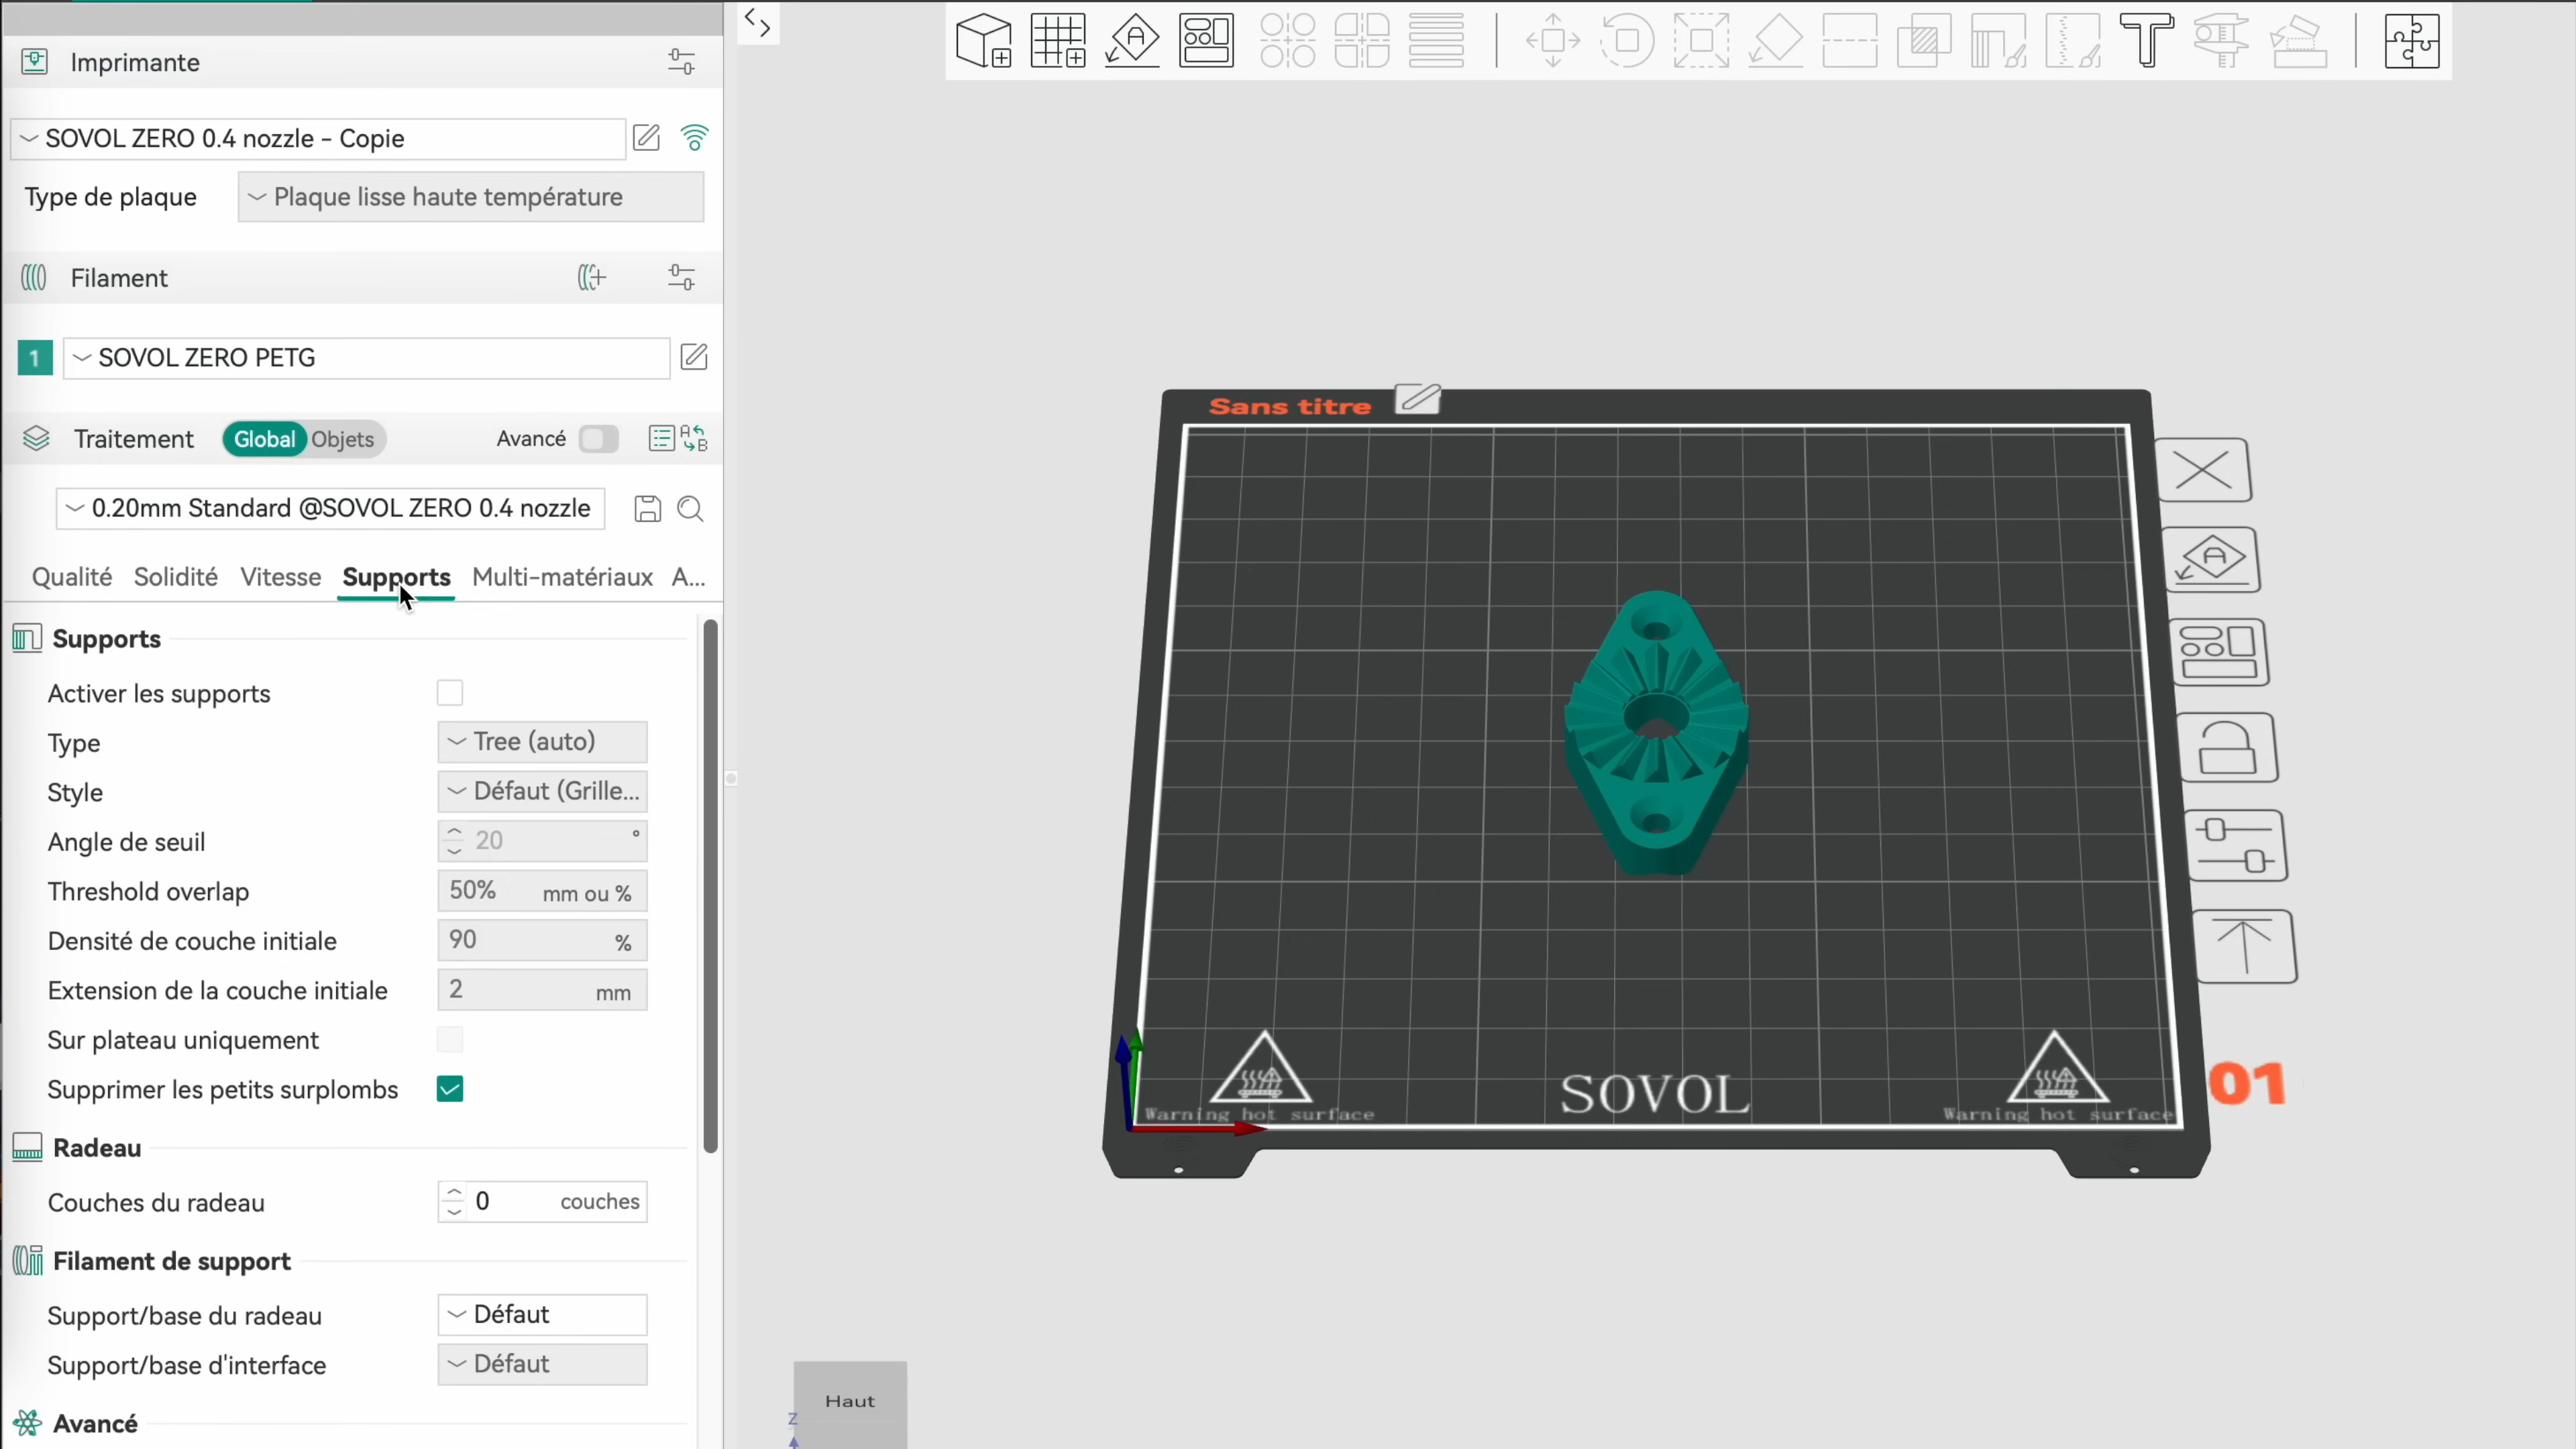 Imprimante
SOVOL ZERO 0.4 nozzle - Copie
Type de plaque
Plaque lisse haute température
Filament
1
SOVOL ZERO PETG
Traitement
Global
Objets
Avancé
A
B
0.20mm Standard @SOVOL ZERO 0.4 nozzle
Qualité Solidité Vitesse Supports Multi-matériaux A...
Supports
Activer les supports
Type
Tree (auto)
Style
Défaut (Grille...
Angle de seuil
20 °
Threshold overlap
50% mm ou %
Densité de couche initiale
90 %
Extension de la couche initiale
2 mm
Sur plateau uniquement
Supprimer les petits surplombs
Radeau
Couches du radeau
0 couches
Filament de support
Support/base du radeau
Défaut
Support/base d'interface
Défaut
Avancé
A
Sans titre
A
Warning hot surface
SOVOL
Warning hot surface
01
Haut
Z